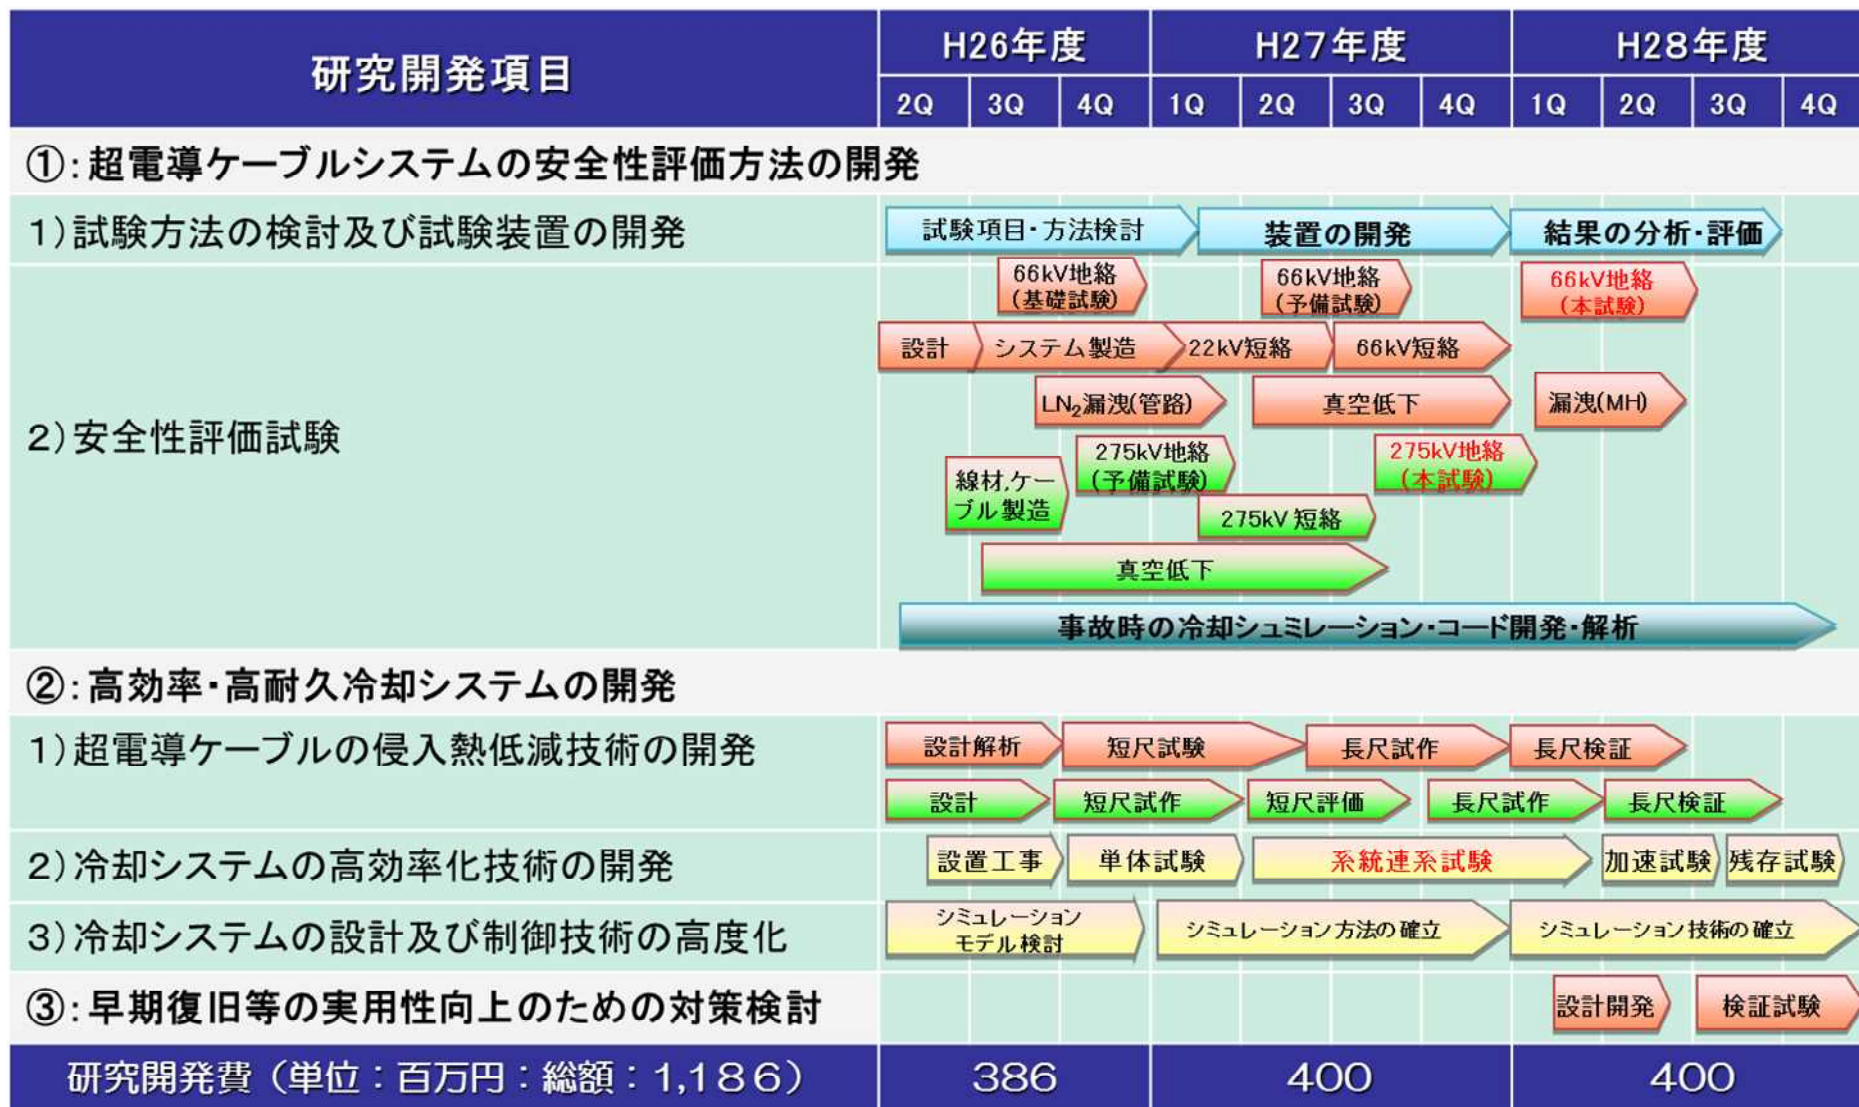 研究開発項目
H26年度 H27年度 H28年度
2Q 3Q 4Q 1Q 2Q 3Q 4Q 1Q 2Q 3Q 4Q
①:超電導ケーブルシステムの安全性評価方法の開発
1)試験方法の検討及び試験装置の開発
試験項目・方法検討 装置の開発 結果の分析・評価
2)安全性評価試験
66kV地絡
(基礎試験)
66kV地絡
(予備試験)
66kV地絡
(本試験)
設計 システム製造 22kV短絡 66kV短絡
LN₂漏洩(管路) 真空低下 漏洩(MH)
線材,ケー
ブル製造
275kV地絡
(予備試験)
275kV地絡
(本試験)
275kV短絡
真空低下
事故時の冷却シュミレーション・コード開発・解析
②:高効率・高耐久冷却システムの開発
1)超電導ケーブルの侵入熱低減技術の開発
設計解析 短尺試験 長尺試作 長尺検証
設計 短尺試作 短尺評価 長尺試作 長尺検証
2)冷却システムの高効率化技術の開発
設置工事 単体試験 系統連系試験 加速試験 残存試験
3)冷却システムの設計及び制御技術の高度化
シミュレーション
モデル検討
シミュレーション方法の確立 シミュレーション技術の確立
③:早期復旧等の実用性向上のための対策検討
設計開発 検証試験
研究開発費(単位:百万円:総額:1,186) 386 400 400